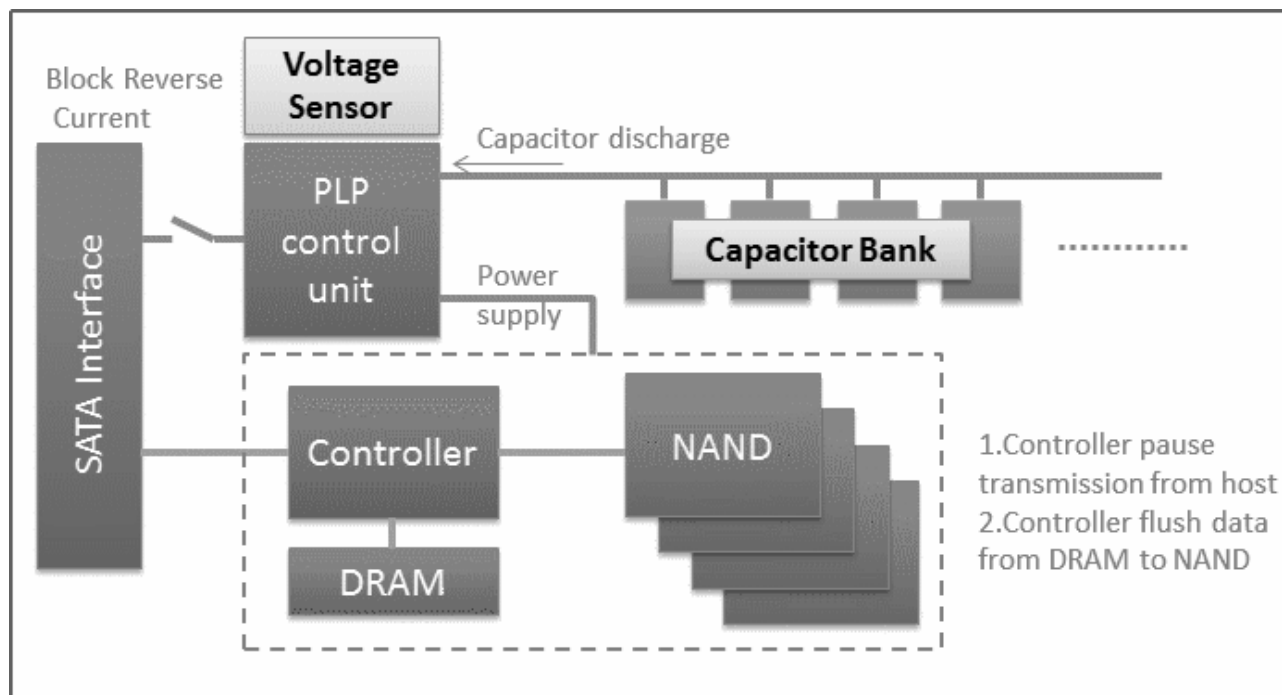 Block Reverse
Current
Voltage
Sensor
Capacitor discharge
PLP
control
unit
Capacitor Bank
Power
supply
SATA Interface
Controller
NAND
DRAM
1.Controller pause
transmission from host
2.Controller flush data
from DRAM to NAND